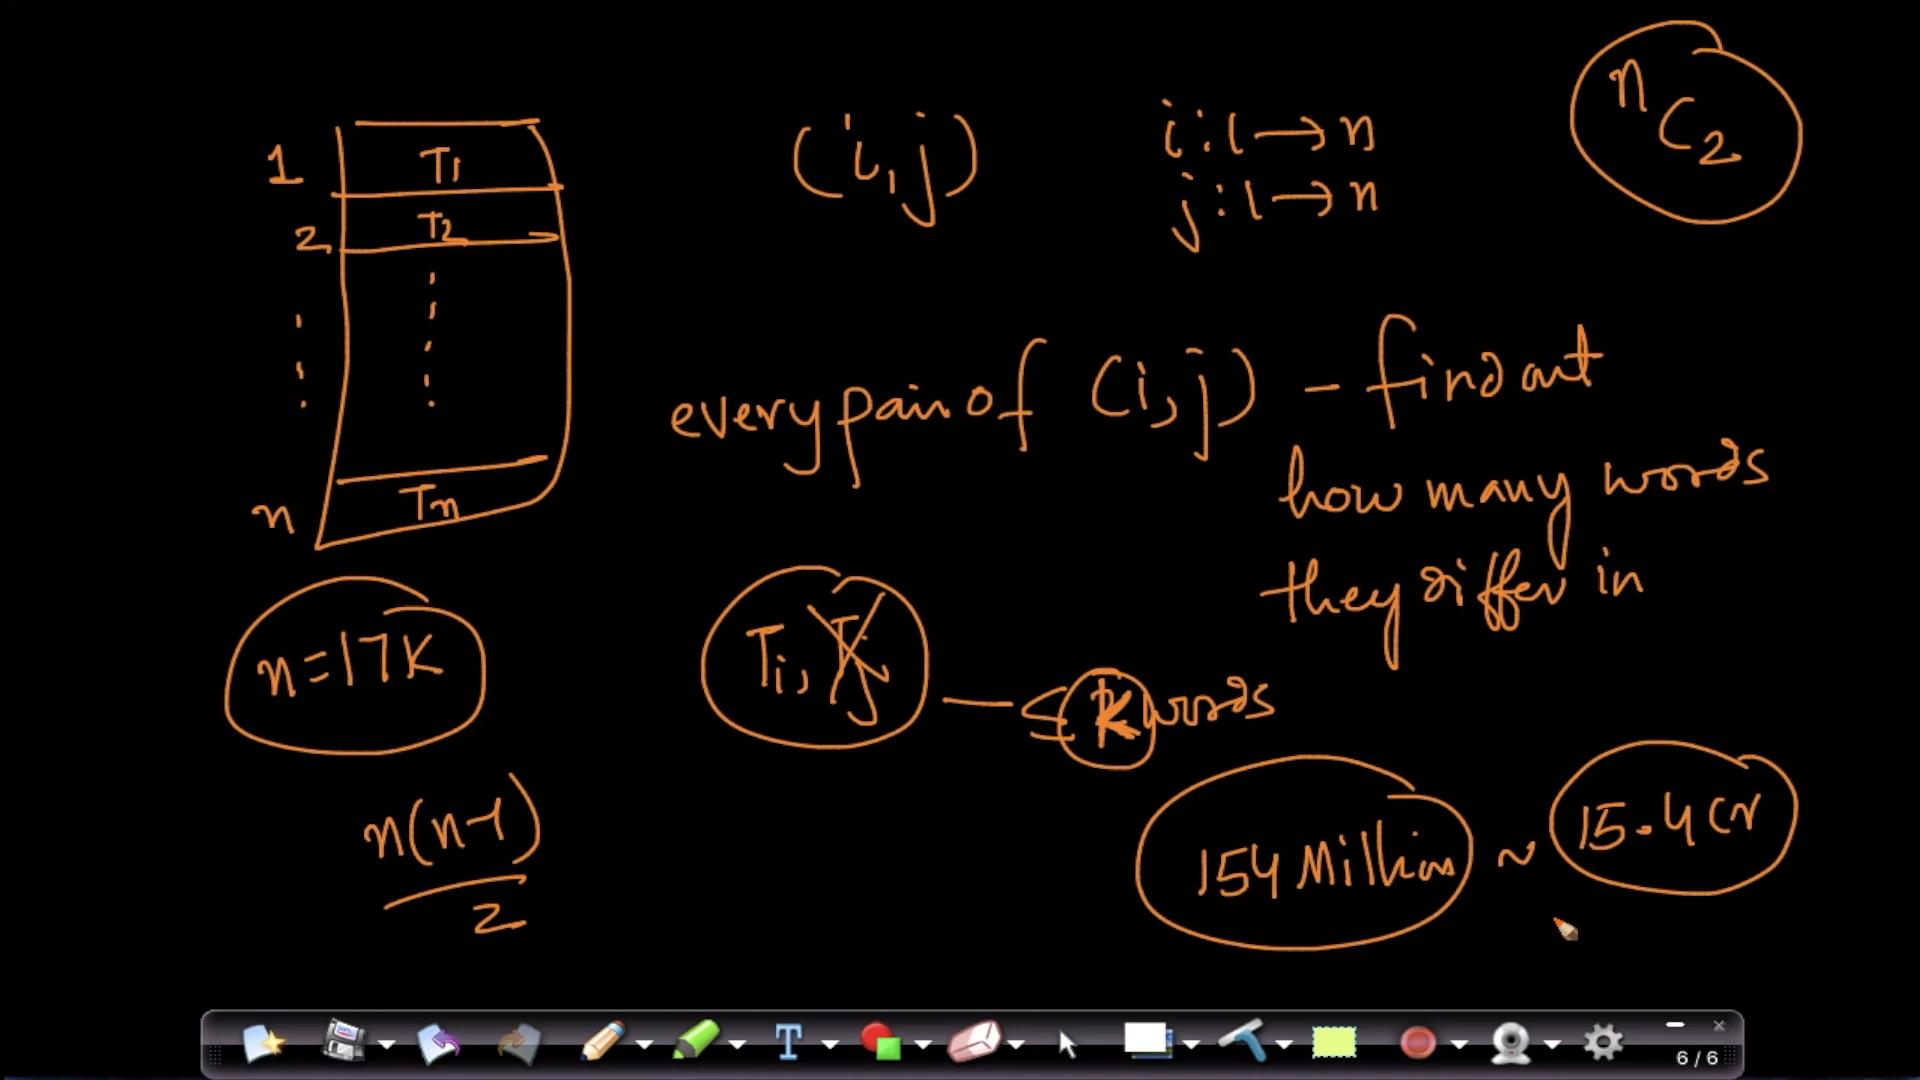 1 T1
2 T2
n Tn
(i,j)
i:1→n
j:1→n
nC2
every pair of (i,j) - find out
how many words
they differ in
n=17K
Ti, Tj — ≤ k words
n(n-1)
2
154 Million ~ 15.4 Cr
T
6 / 6